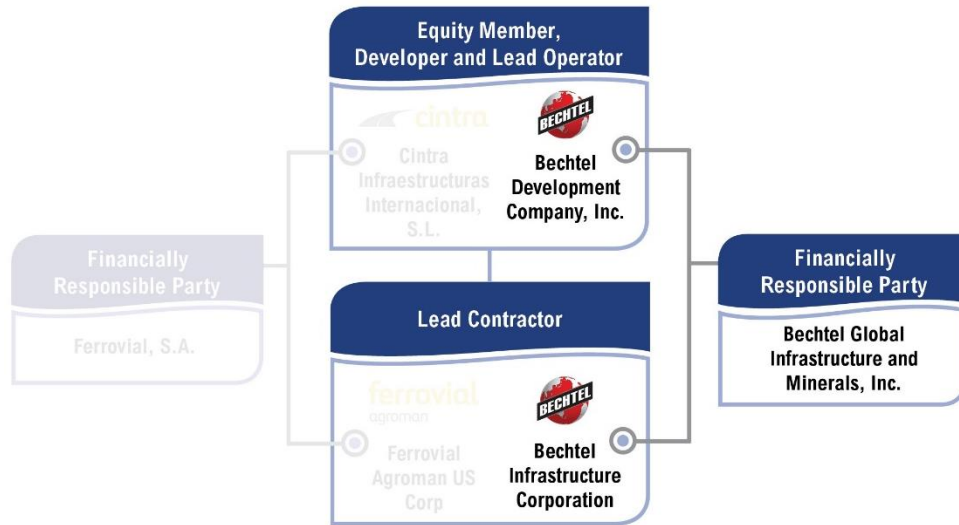 Equity Member,
Developer and Lead Operator
cintra
Cintra
Infraestructuras
Internacional,
S.L.
BECHTEL
Bechtel
Development
Company, Inc.
Financially
Responsible Party
Ferrovial, S.A.
Lead Contractor
ferrovial
agroman
Ferrovial
Agroman US
Corp
BECHTEL
Bechtel
Infrastructure
Corporation
Financially
Responsible Party
Bechtel Global
Infrastructure and
Minerals, Inc.